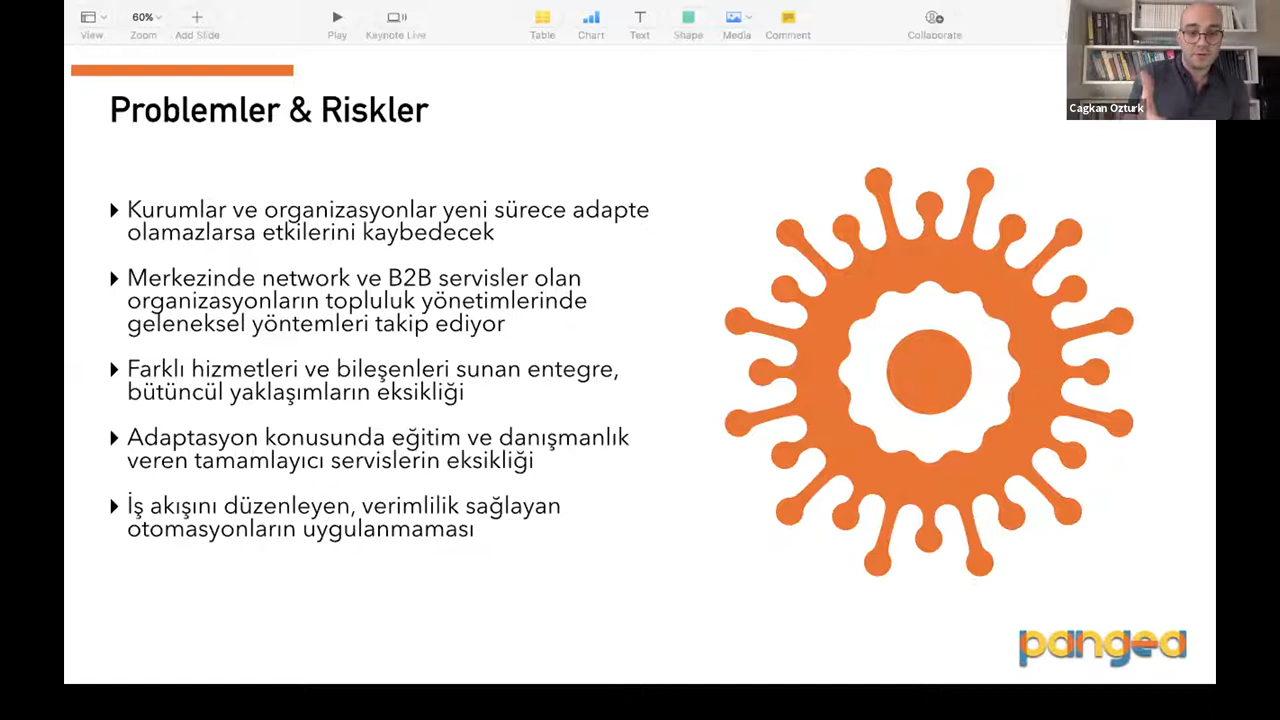 View
60%
Zoom
Add Slide
Play
Keynote Live
Table
Chart
Text
Shape
Media
Comment
Collaborate
Cagkan Ozturk
Problemler & Riskler
Kurumlar ve organizasyonlar yeni sürece adapte
olamazlarsa etkilerini kaybedecek
Merkezinde network ve B2B servisler olan
organizasyonların topluluk yönetimlerinde
geleneksel yöntemleri takip ediyor
Farklı hizmetleri ve bileşenleri sunan entegre,
bütüncül yaklaşımların eksikliği
Adaptasyon konusunda eğitim ve danışmanlık
veren tamamlayıcı servislerin eksikliği
İş akışını düzenleyen, verimlilik sağlayan
otomasyonların uygulanmaması
pangea